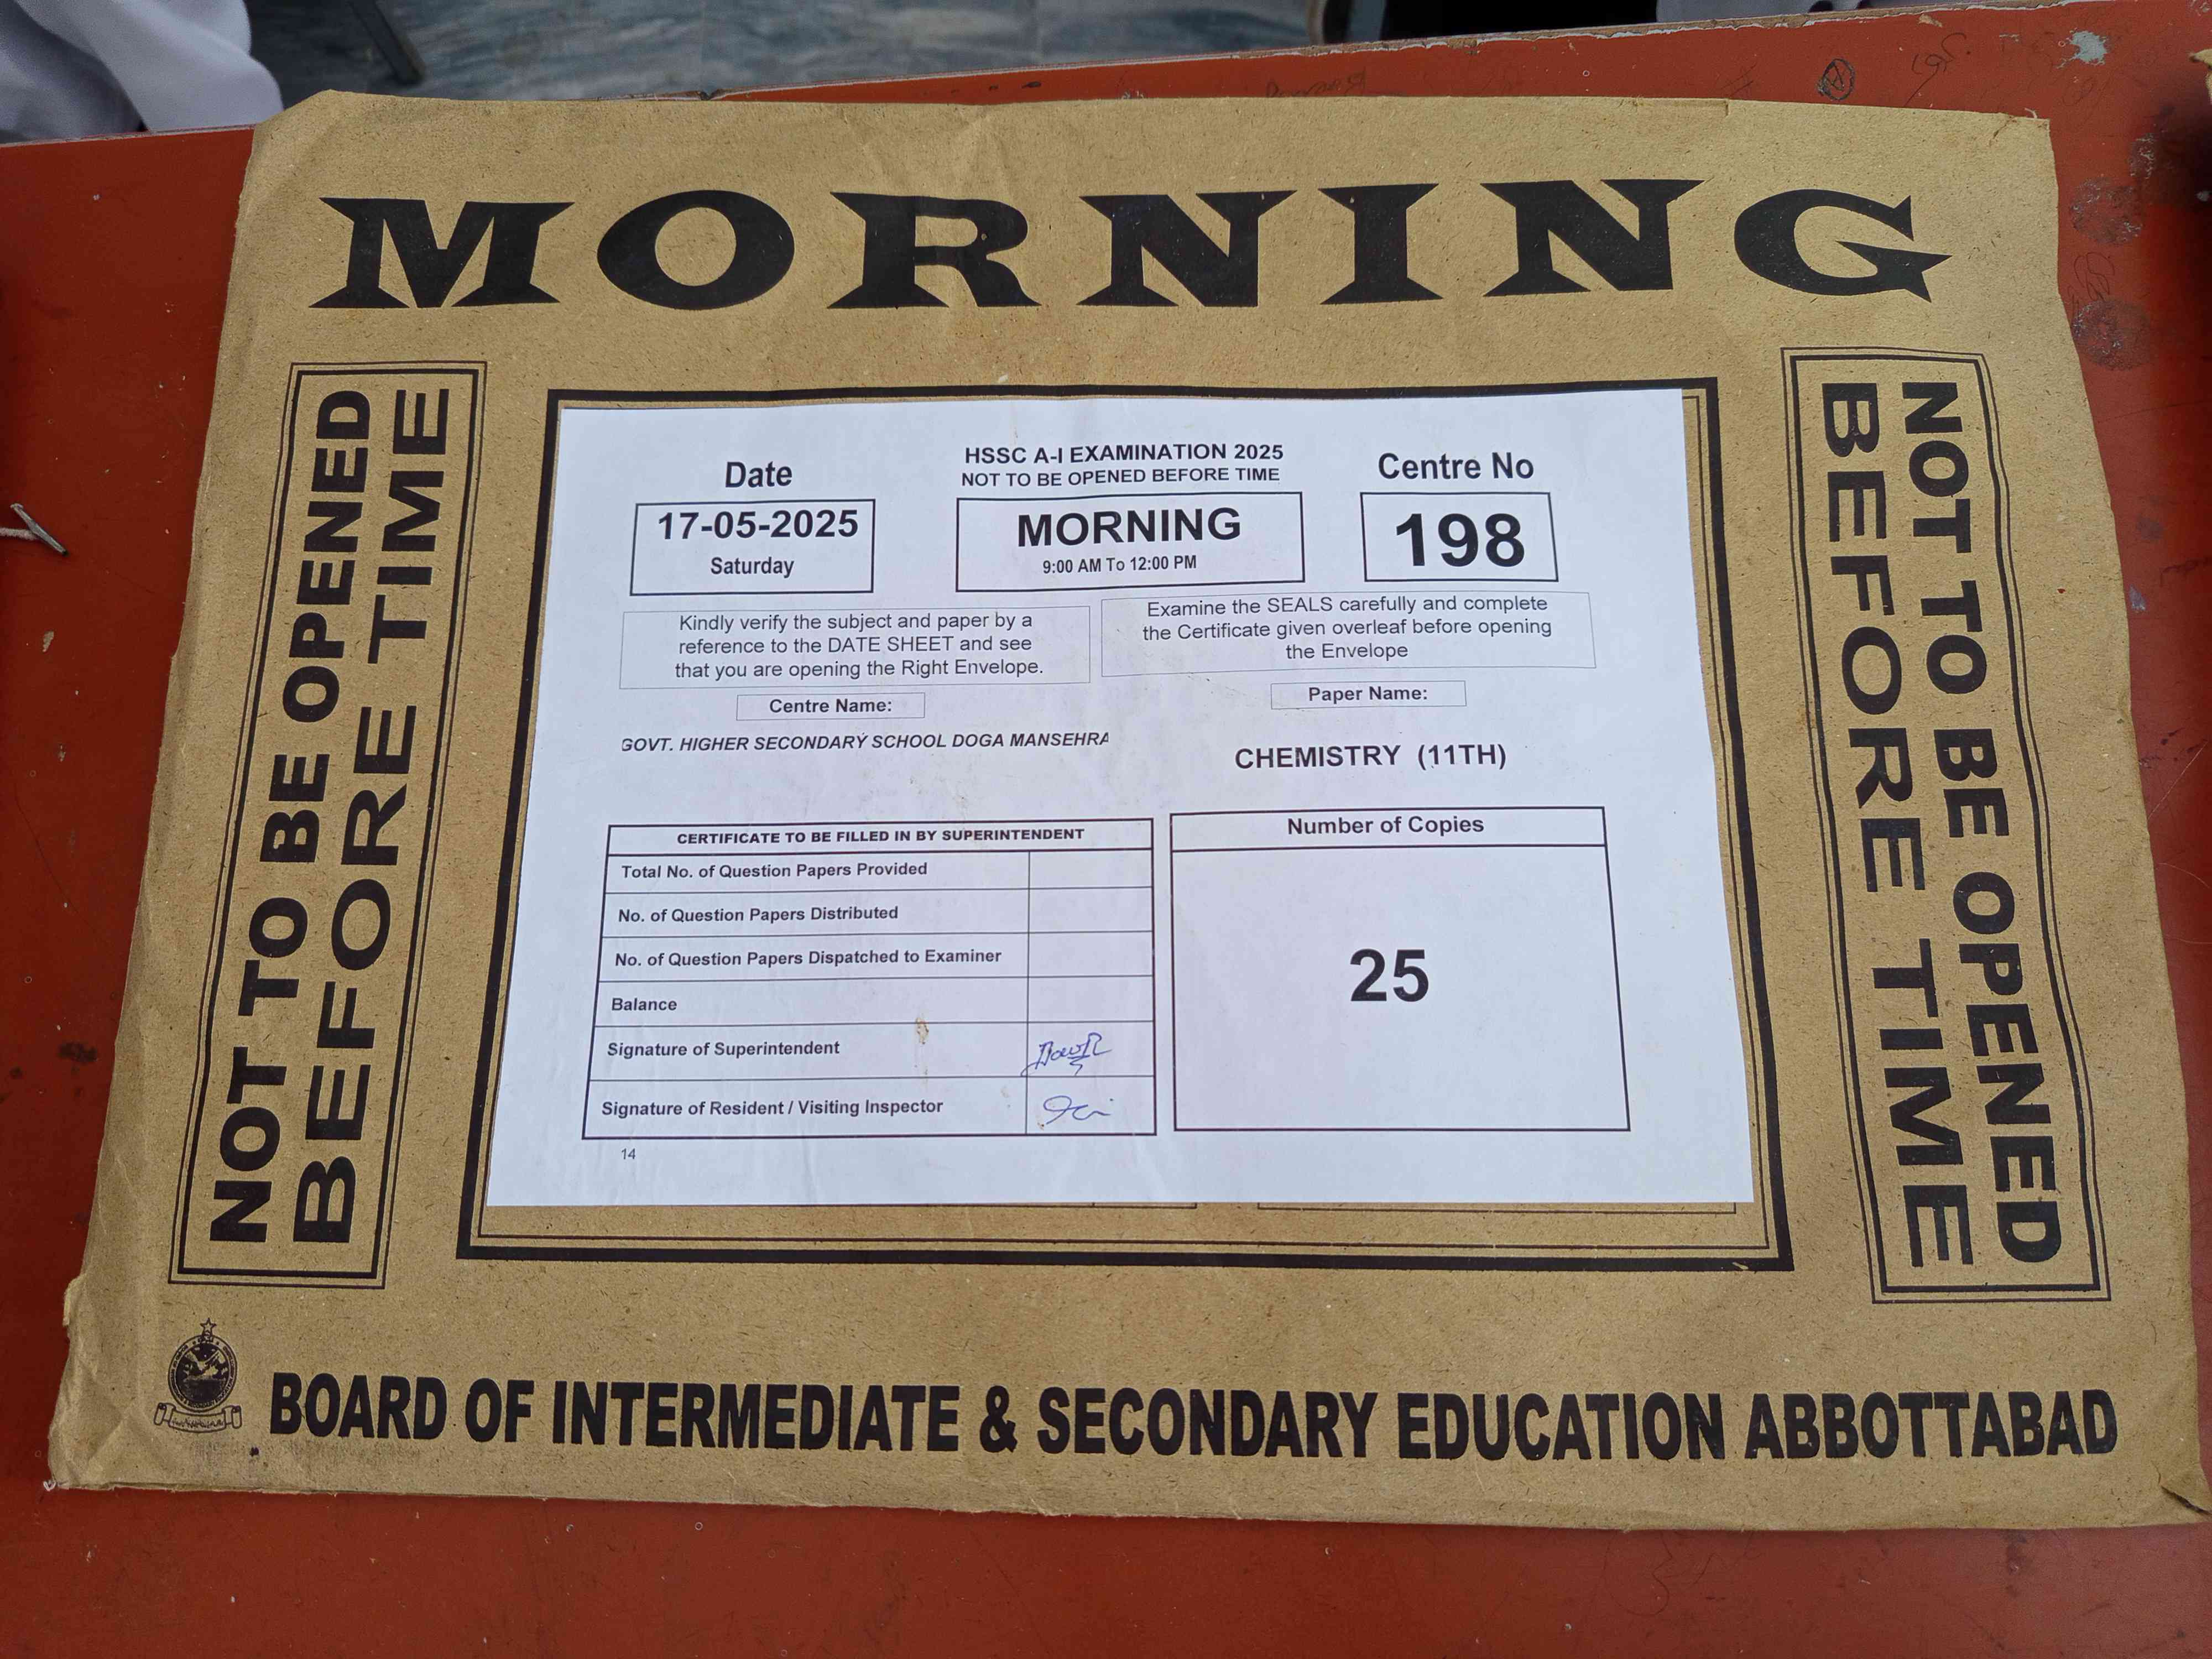 MORNING
NOT TO BE OPENED
BEFORE TIME
HSSC A-I EXAMINATION 2025
NOT TO BE OPENED BEFORE TIME
Date
17-05-2025
Saturday
MORNING
9:00 AM To 12:00 PM
Centre No
198
Kindly verify the subject and paper by a
reference to the DATE SHEET and see
that you are opening the Right Envelope.
Examine the SEALS carefully and complete
the Certificate given overleaf before opening
the Envelope
Centre Name:
GOVT. HIGHER SECONDARY SCHOOL DOGA MANSEHRA
Paper Name:
CHEMISTRY (11TH)
CERTIFICATE TO BE FILLED IN BY SUPERINTENDENT
Total No. of Question Papers Provided
No. of Question Papers Distributed
No. of Question Papers Dispatched to Examiner
Balance
Signature of Superintendent
Signature of Resident / Visiting Inspector
Number of Copies
25
14
NOT TO BE OPENED
BEFORE TIME
BOARD OF INTERMEDIATE & SECONDARY EDUCATION ABBOTTABAD